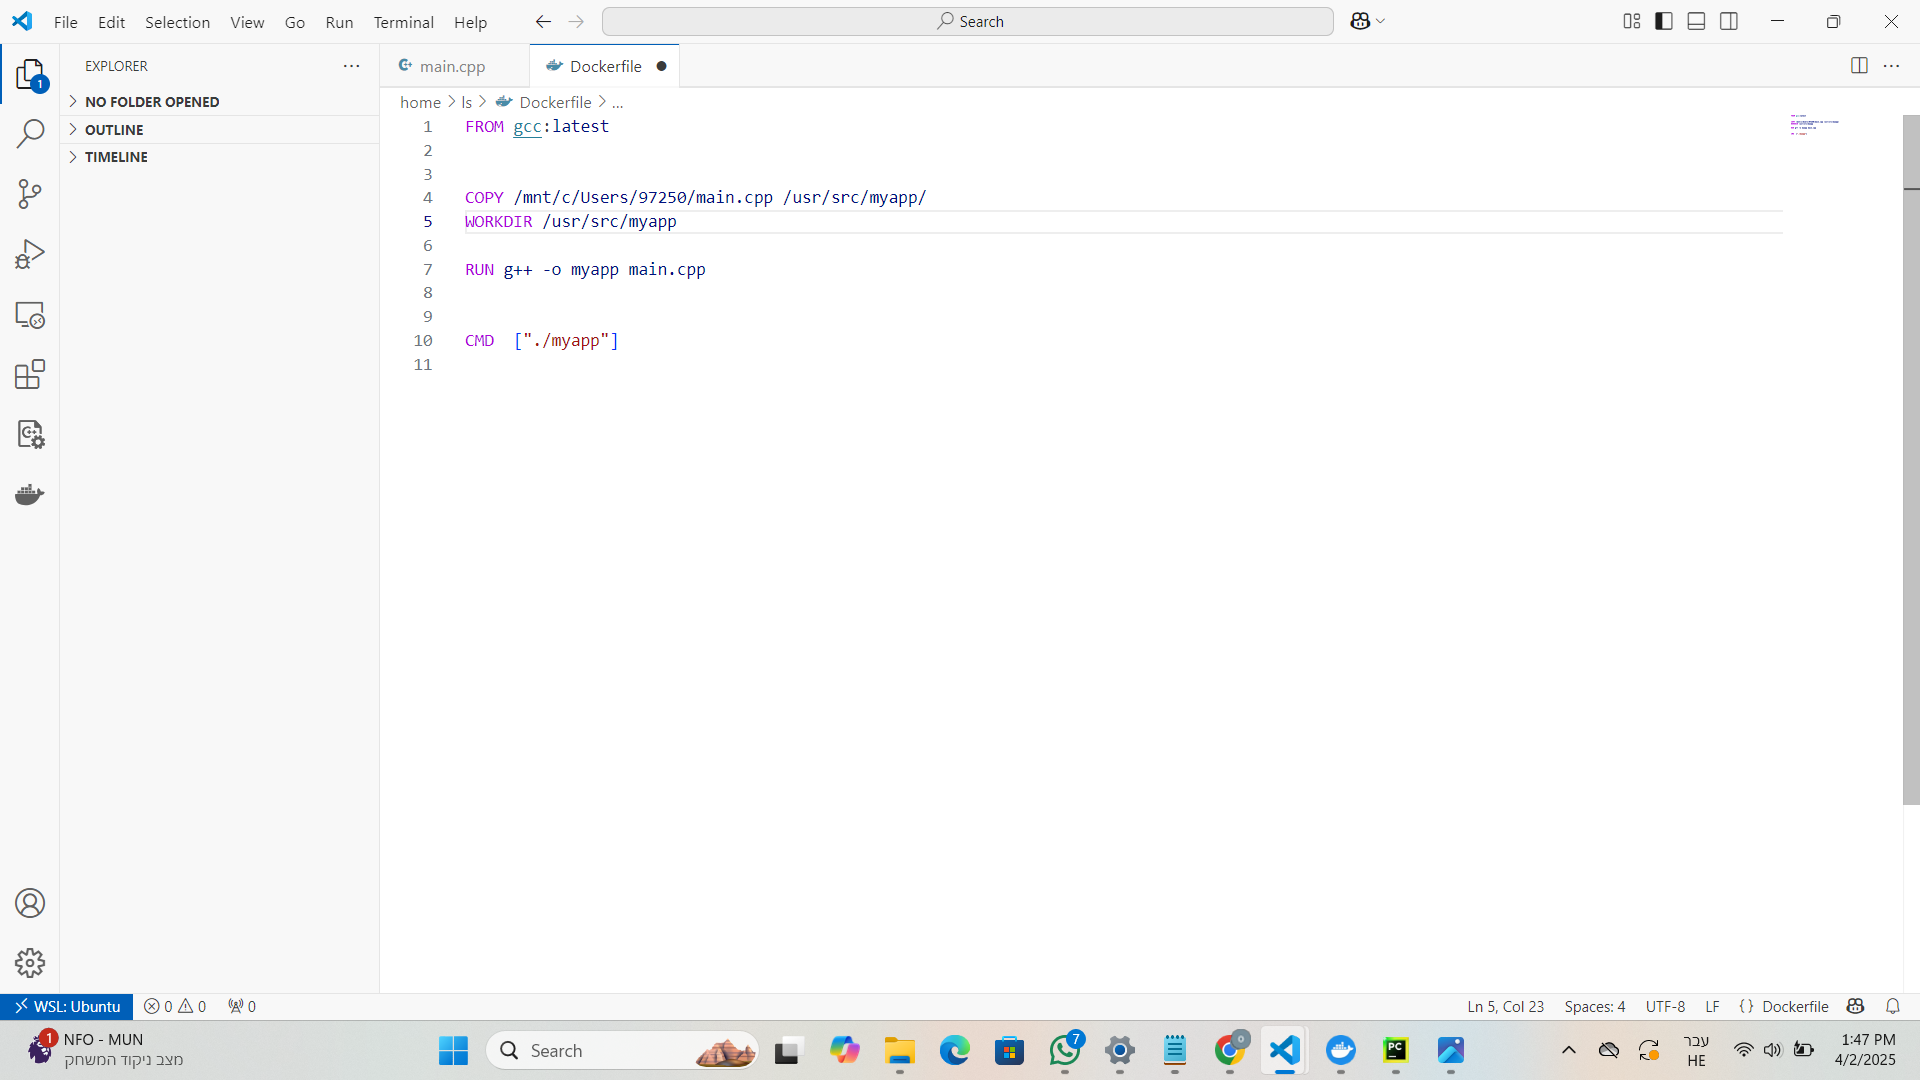 File Edit Selection View Go Run Terminal Help
Search
EXPLORER
1
NO FOLDER OPENED
OUTLINE
TIMELINE
main.cpp
Dockerfile
home > ls > Dockerfile > ...
1 FROM gcc:latest
2
3
4 COPY /mnt/c/Users/97250/main.cpp /usr/src/myapp/
5 WORKDIR /usr/src/myapp
6
7 RUN g++ -o myapp main.cpp
8
9
10 CMD  ["./myapp"]
11
WSL: Ubuntu 0 0 0
Ln 5, Col 23 Spaces: 4 UTF-8 LF {} Dockerfile
1 NFO - MUN
מצב ניקוד המשחק
Search
7
0
PC
עבר
HE
1:47 PM
4/2/2025